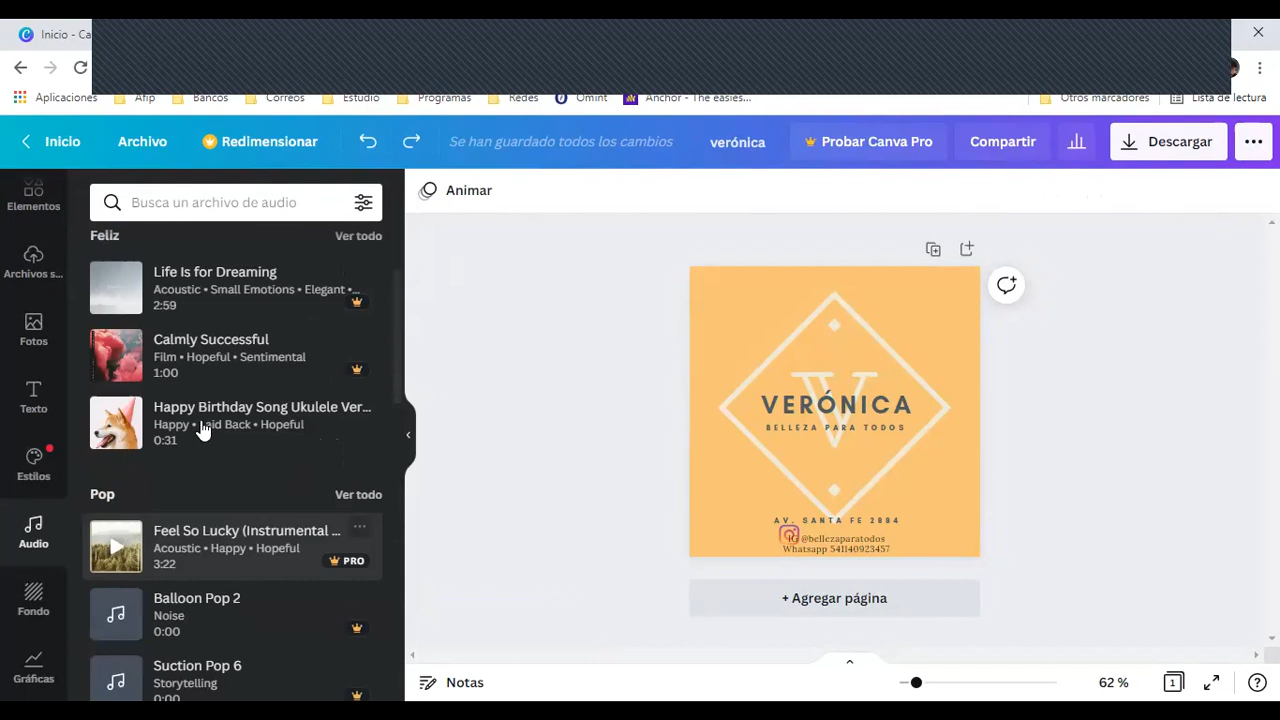 Inicio - Ca
Aplicaciones
Afip
Bancos
Correos
Estudio
Programas
Redes
Omint
Anchor - The easies...
Otros marcadores
Lista de lectura
Inicio
Archivo
Redimensionar
Se han guardado todos los cambios
verónica
Probar Canva Pro
Compartir
Descargar
Elementos
Archivos s...
Fotos
Texto
Estilos
Audio
Fondo
Gráficas
Busca un archivo de audio
Feliz
Ver todo
Life Is for Dreaming
Acoustic • Small Emotions • Elegant •...
2:59
Calmly Successful
Film • Hopeful • Sentimental
1:00
Happy Birthday Song Ukulele Ver...
Happy • Laid Back • Hopeful
0:31
Pop
Ver todo
Feel So Lucky (Instrumental ...
Acoustic • Happy • Hopeful
3:22
PRO
Balloon Pop 2
Noise
0:00
Suction Pop 6
Storytelling
0:00
Animar
V
VERÓNICA
BELLEZA PARA TODOS
AV. SANTA FE 2884
IG @bellezaparatodos
Whatsapp 541140923457
+ Agregar página
Notas
62 %
1